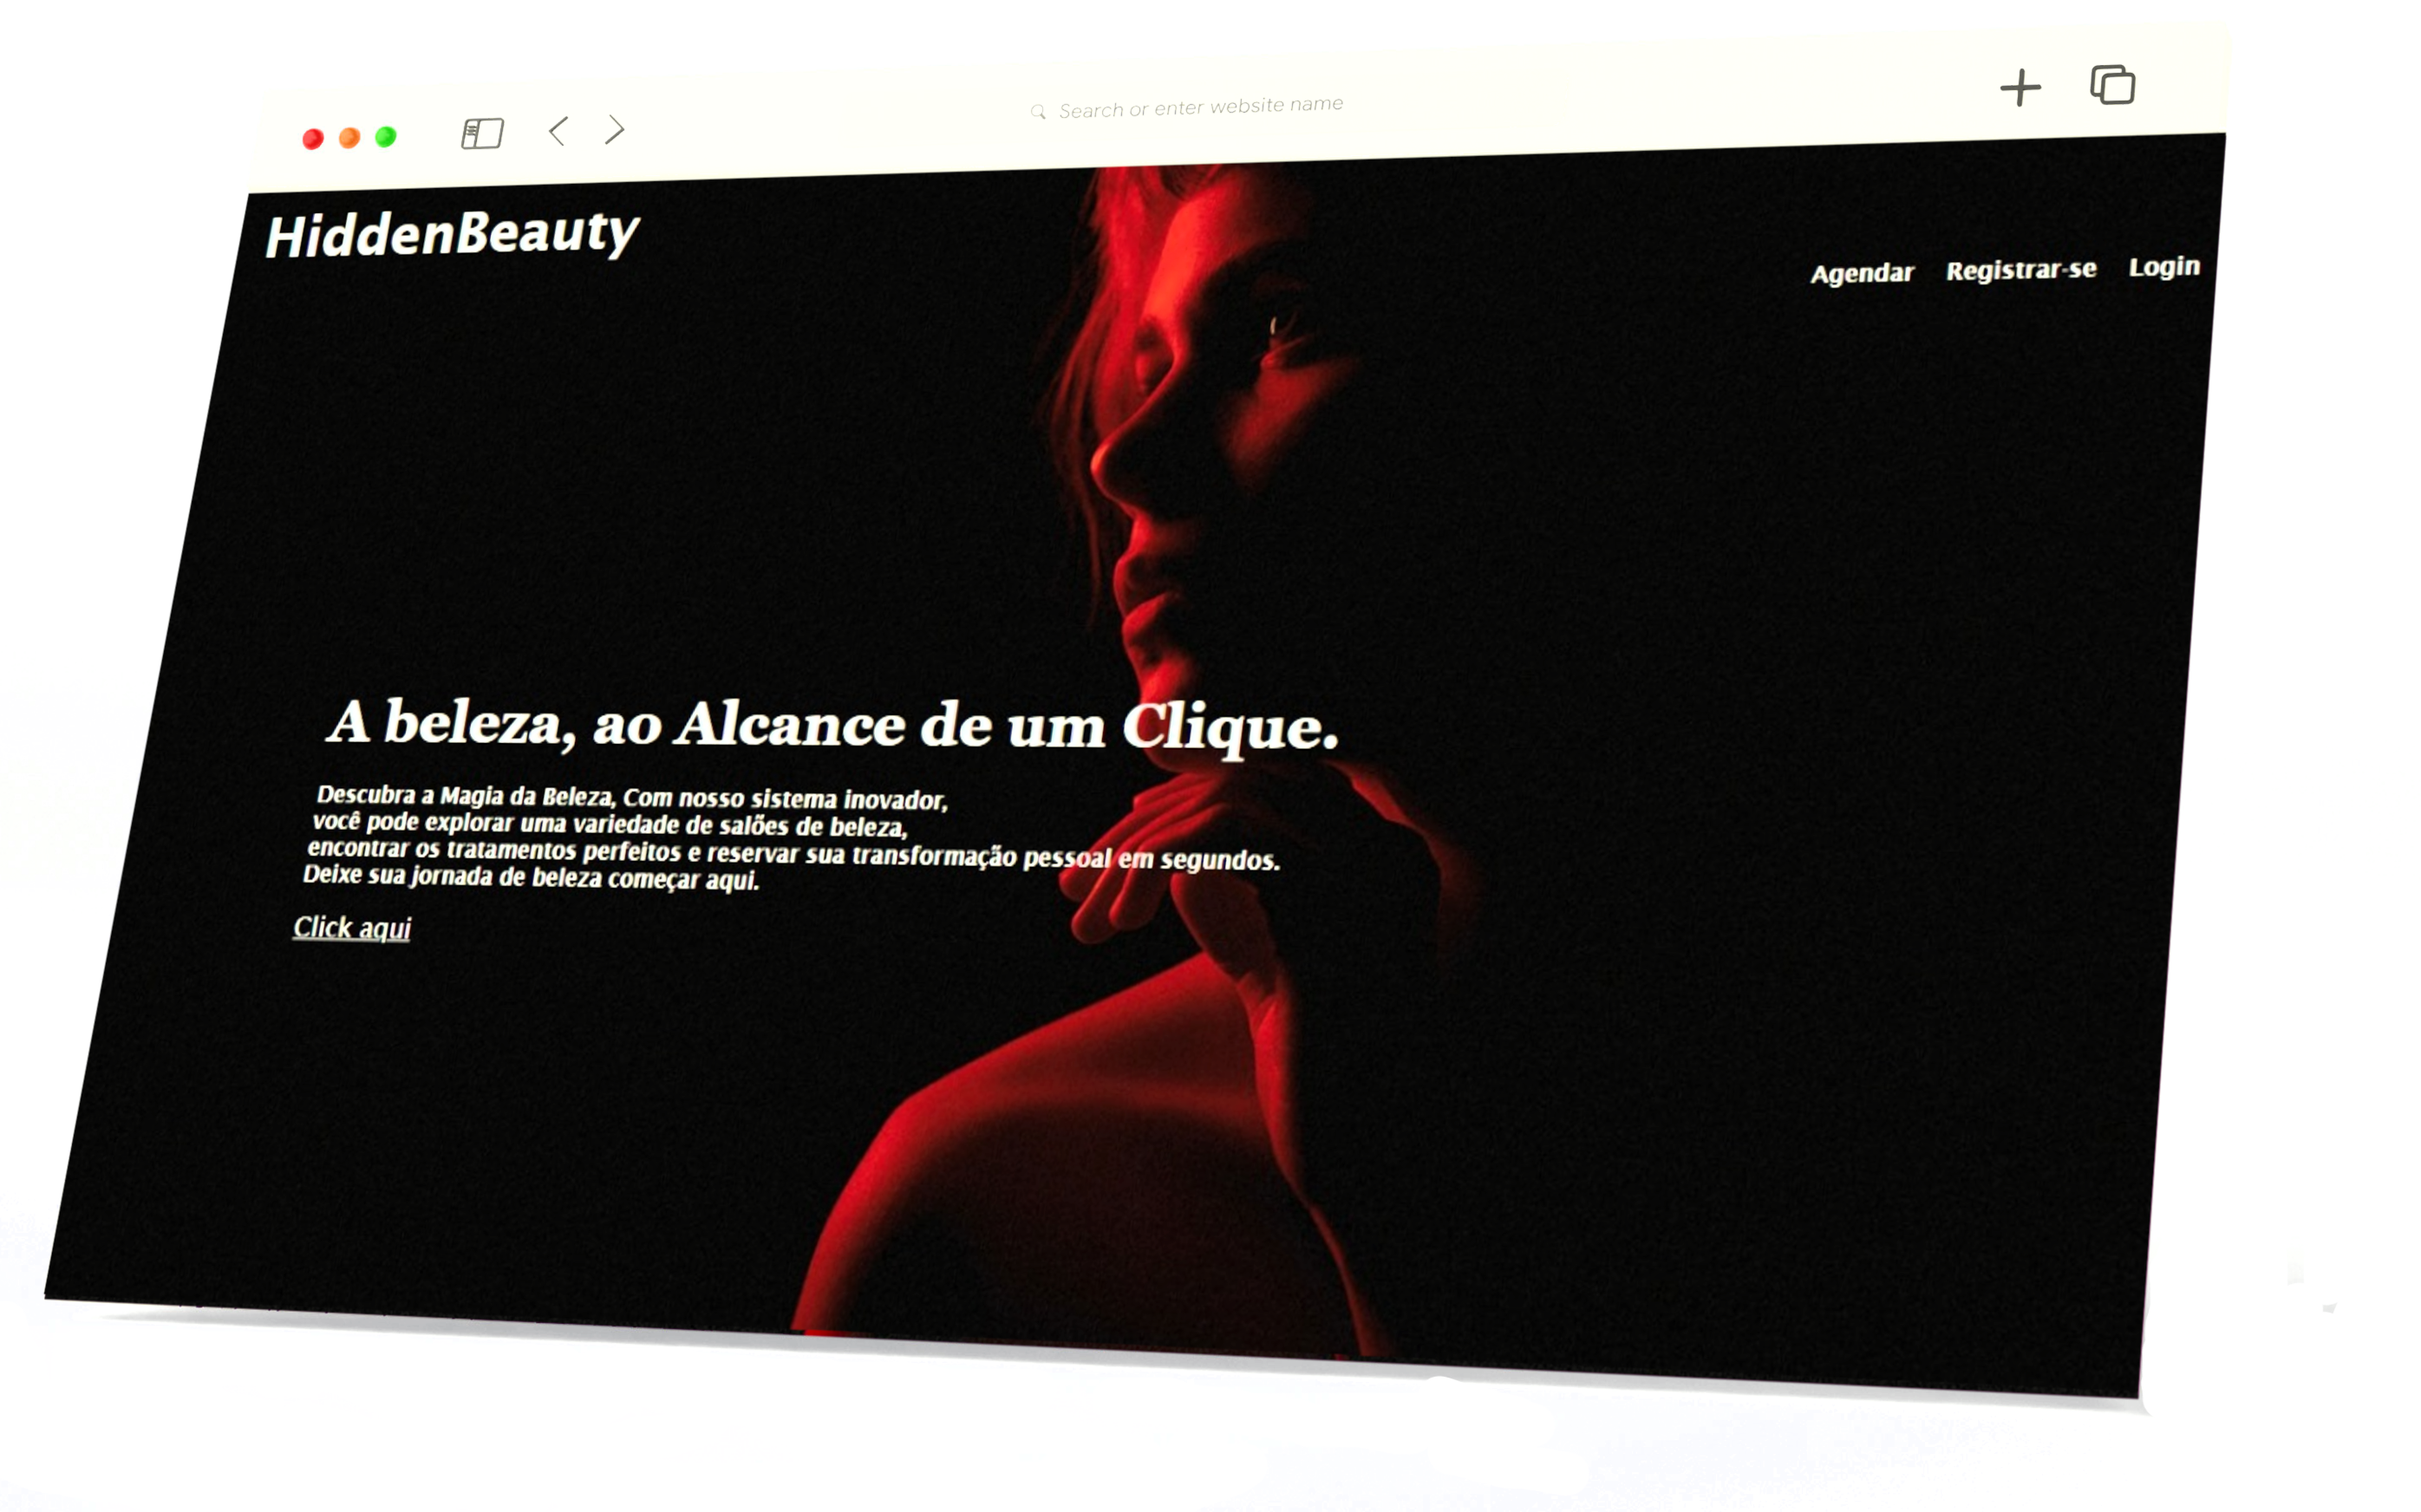 Search or enter website name
HiddenBeauty
Agendar Registrar-se Login
A beleza, ao Alcance de um Clique.
Descubra a Magia da Beleza, Com nosso sistema inovador,
você pode explorar uma variedade de salões de beleza,
encontrar os tratamentos perfeitos e reservar sua transformação pessoal em segundos.
Deixe sua jornada de beleza começar aqui.
Click aqui